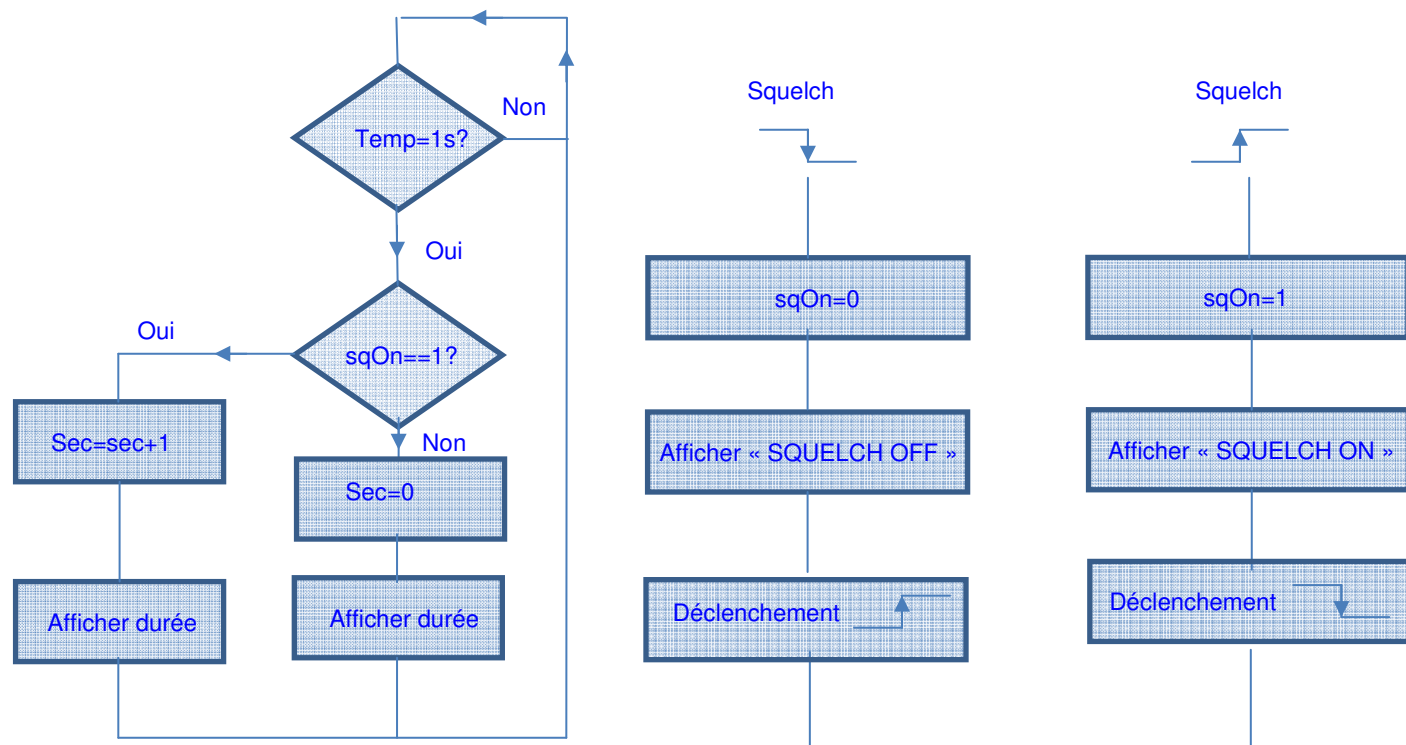 Non
Temp=1s?
Oui
Oui
sqOn==1?
Non
Sec=sec+1
Sec=0
Afficher durée
Afficher durée
Squelch
sqOn=0
Afficher « SQUELCH OFF »
Déclenchement
Squelch
sqOn=1
Afficher « SQUELCH ON »
Déclenchement